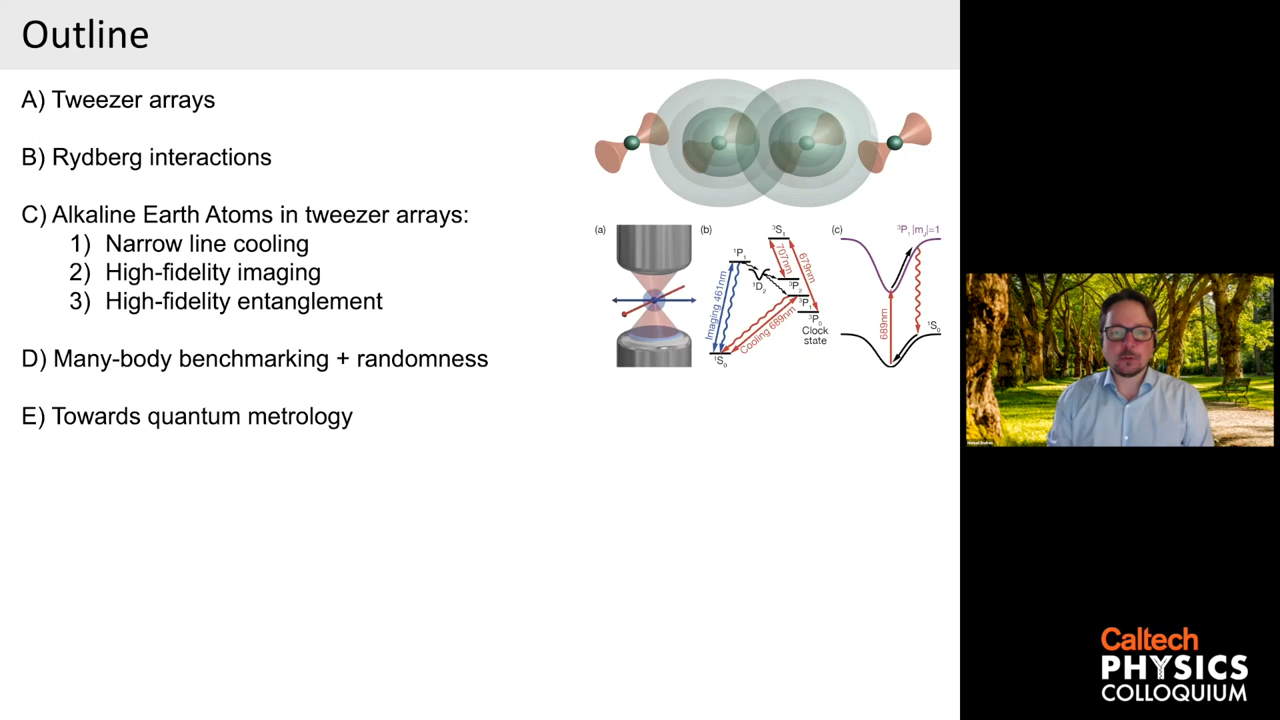 Outline
A) Tweezer arrays
B) Rydberg interactions
C) Alkaline Earth Atoms in tweezer arrays:
1) Narrow line cooling
2) High-fidelity imaging
3) High-fidelity entanglement
D) Many-body benchmarking + randomness
E) Towards quantum metrology
(a)
(b)
³S₁
¹P₁
707nm
679nm
¹D₂
³P₂
³P₁
³P₀
Clock
state
Imaging 461nm
Cooling 689nm
¹S₀
(c)
³P₁ |mⱼ|=1
689nm
¹S₀
Caltech
PHYSICS
COLLOQUIUM